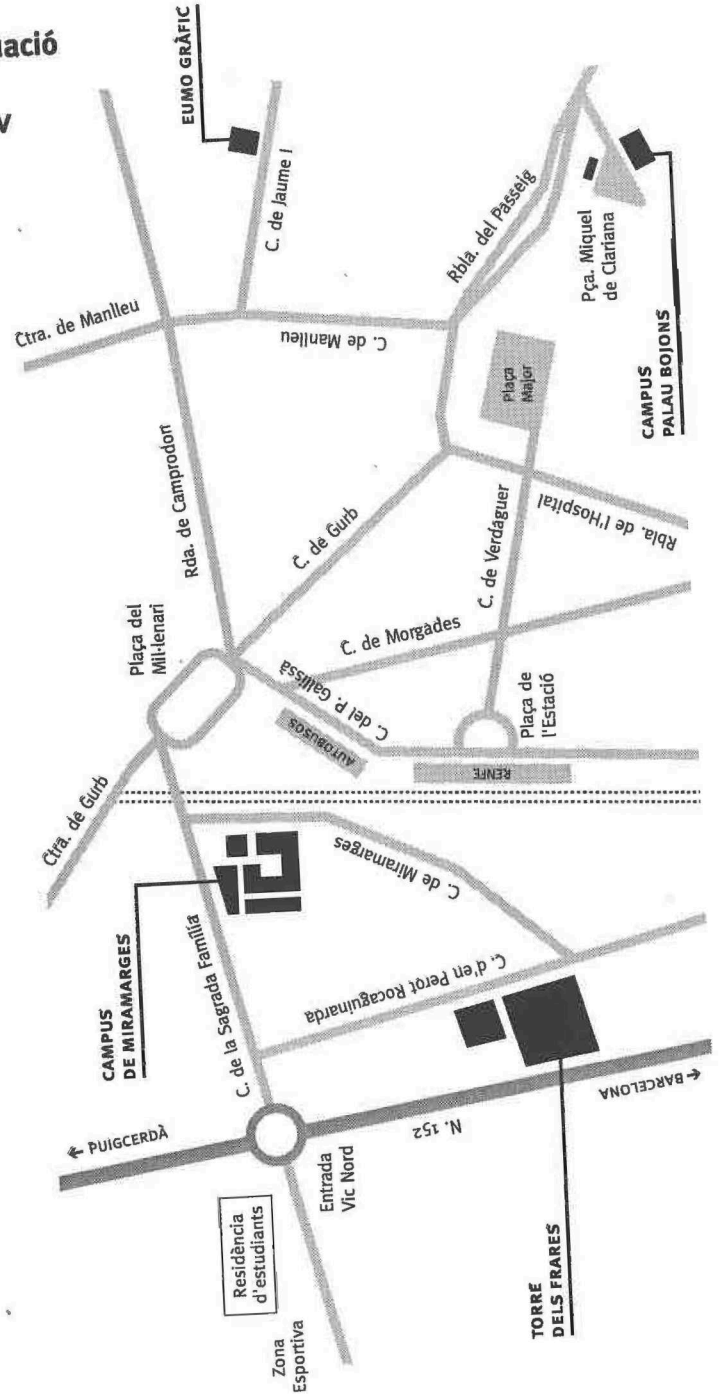 EUMO GRÀFIC
C. de Jaume I
Ctra. de Manlleu
C. de Manlleu
Rbla. del Passeig
Pça. Miquel
de Clariana
CAMPUS
PALAU BOJONS
Plaça
Major
Rda. de Camprodon
C. de Gurb
C. de Verdaguer
Rbla. de l'Hospital
C. de Morgades
Plaça del
Mil·lenari
C. del P. Gallissà
AUTOBUSOS
Plaça de
l'Estació
RENFE
Ctra. de Gurb
CAMPUS
DE MIRAMARGES
C. de Miramarges
C. de la Sagrada Família
C. d'en Perot Rocaguinarda
← PUIGCERDÀ
N. 152
← BARCELONA
Entrada
Vic Nord
Residència
d'estudiants
Zona
Esportiva
TORRE
DELS FRARES